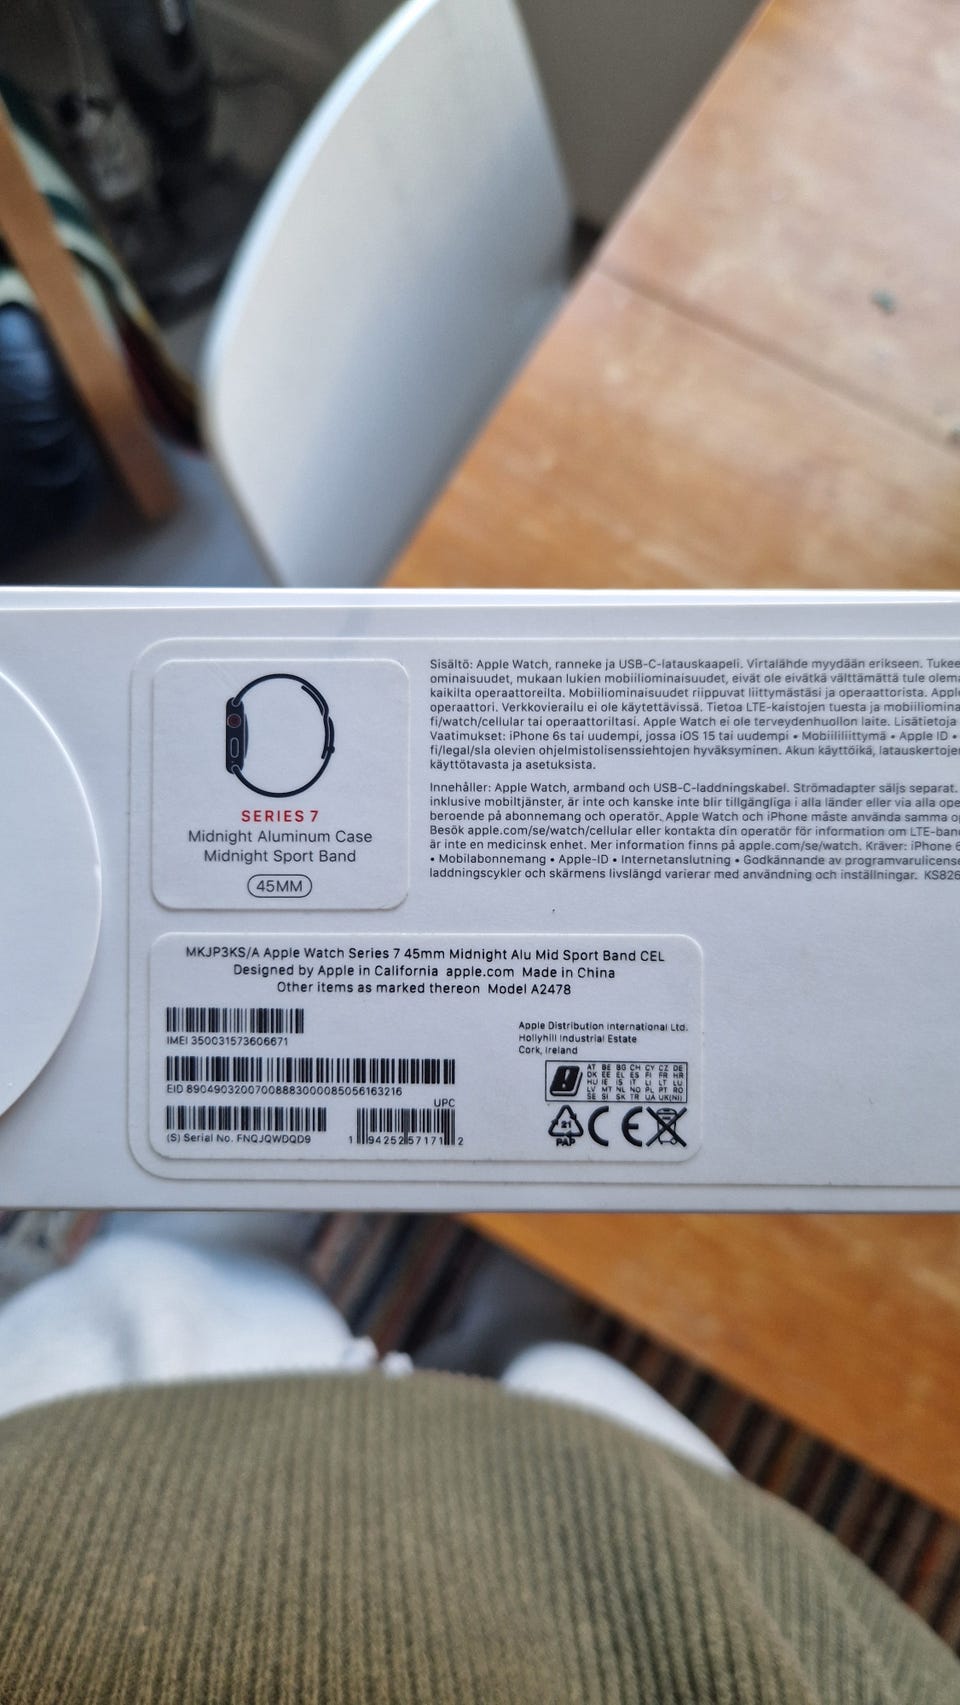 Sisältö: Apple Watch, ranneke ja USB-C-latauskaapeli. Virtalähde myydään erikseen. Tukee
ominaisuudet, mukaan lukien mobiiliominaisuudet, eivät ole eivätkä välttämättä tule olema
kaikilta operaattoreilta. Mobiiliominaisuudet riippuvat liittymästäsi ja operaattorista. Appl
operaattori. Verkkovierailu ei ole käytettävissä. Tietoa LTE-kaistojen tuesta ja mobiliomina
fi/watch/cellular tai operaattoriltasi. Apple Watch ei ole terveydenhuollon laite. Lisätietoja
Vaatimukset: iPhone 6s tai uudempi, jossa iOS 15 tai uudempi • Mobiililiittymä • Apple ID •
fi/legal/sla olevien ohjelmistolisenssiehtojen hyväksyminen. Akun käyttöikä, latauskertojen
käyttötavasta ja asetuksista.
Innehåller: Apple Watch, armband och USB-C-laddningskabel. Strömadapter säljs separat.
inklusive mobiltjänster, är inte och kanske inte blir tillgängliga i alla länder eller via alla ope
beroende på abonnemang och operatör. Apple Watch och iPhone måste använda samma op
Besök apple.com/se/watch/cellular eller kontakta din operatör för information om LTE-ban
är inte en medicinsk enhet. Mer information finns på apple.com/se/watch. Kräver: iPhone 6
• Mobilabonnemang • Apple-ID • Internetanslutning • Godkännande av programvarulicense
laddningscykler och skärmens livslängd varierar med användning och inställningar. KS826
SERIES 7
Midnight Aluminum Case
Midnight Sport Band
45MM
MKJP3KS/A Apple Watch Series 7 45mm Midnight Alu Mid Sport Band CEL
Designed by Apple in California apple.com Made in China
Other items as marked thereon Model A2478
IMEI 350031573606671
EID 89049032007008883000085056163216
UPC
(S) Serial No. FNQJQWDQD9
1 94252 57171 2
Apple Distribution International Ltd.
Hollyhill Industrial Estate
Cork, Ireland
AT BE BG CH CY CZ DE
DK EE EL ES FI FR HR
HU IE IS IT LI LT LU
LV MT NL NO PL PT RO
SE SI SK TR UA UK(NI)
21
PAP
CE